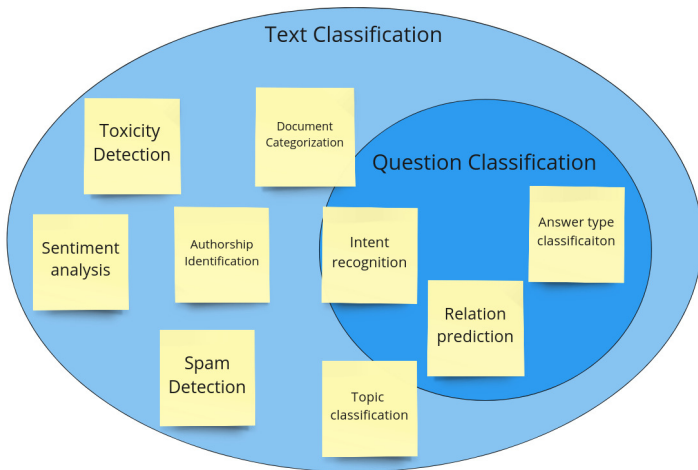 Text Classification
Toxicity
Detection
Document
Categorization
Question Classification
Sentiment
analysis
Authorship
Identification
Intent
recognition
Answer type
classificaiton
Relation
prediction
Spam
Detection
Topic
classification